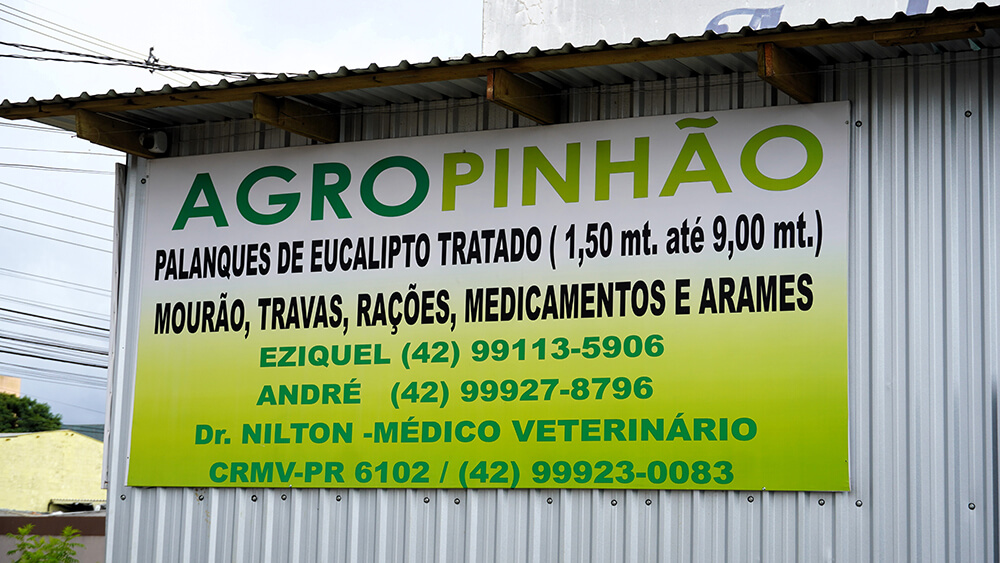 AGROPINHÃO
PALANQUES DE EUCALIPTO TRATADO ( 1,50 mt. até 9,00 mt.)
MOURÃO, TRAVAS, RAÇÕES, MEDICAMENTOS E ARAMES
EZIQUEL (42) 99113-5906
ANDRÉ (42) 99927-8796
Dr. NILTON -MÉDICO VETERINÁRIO
CRMV-PR 6102 / (42) 99923-0083